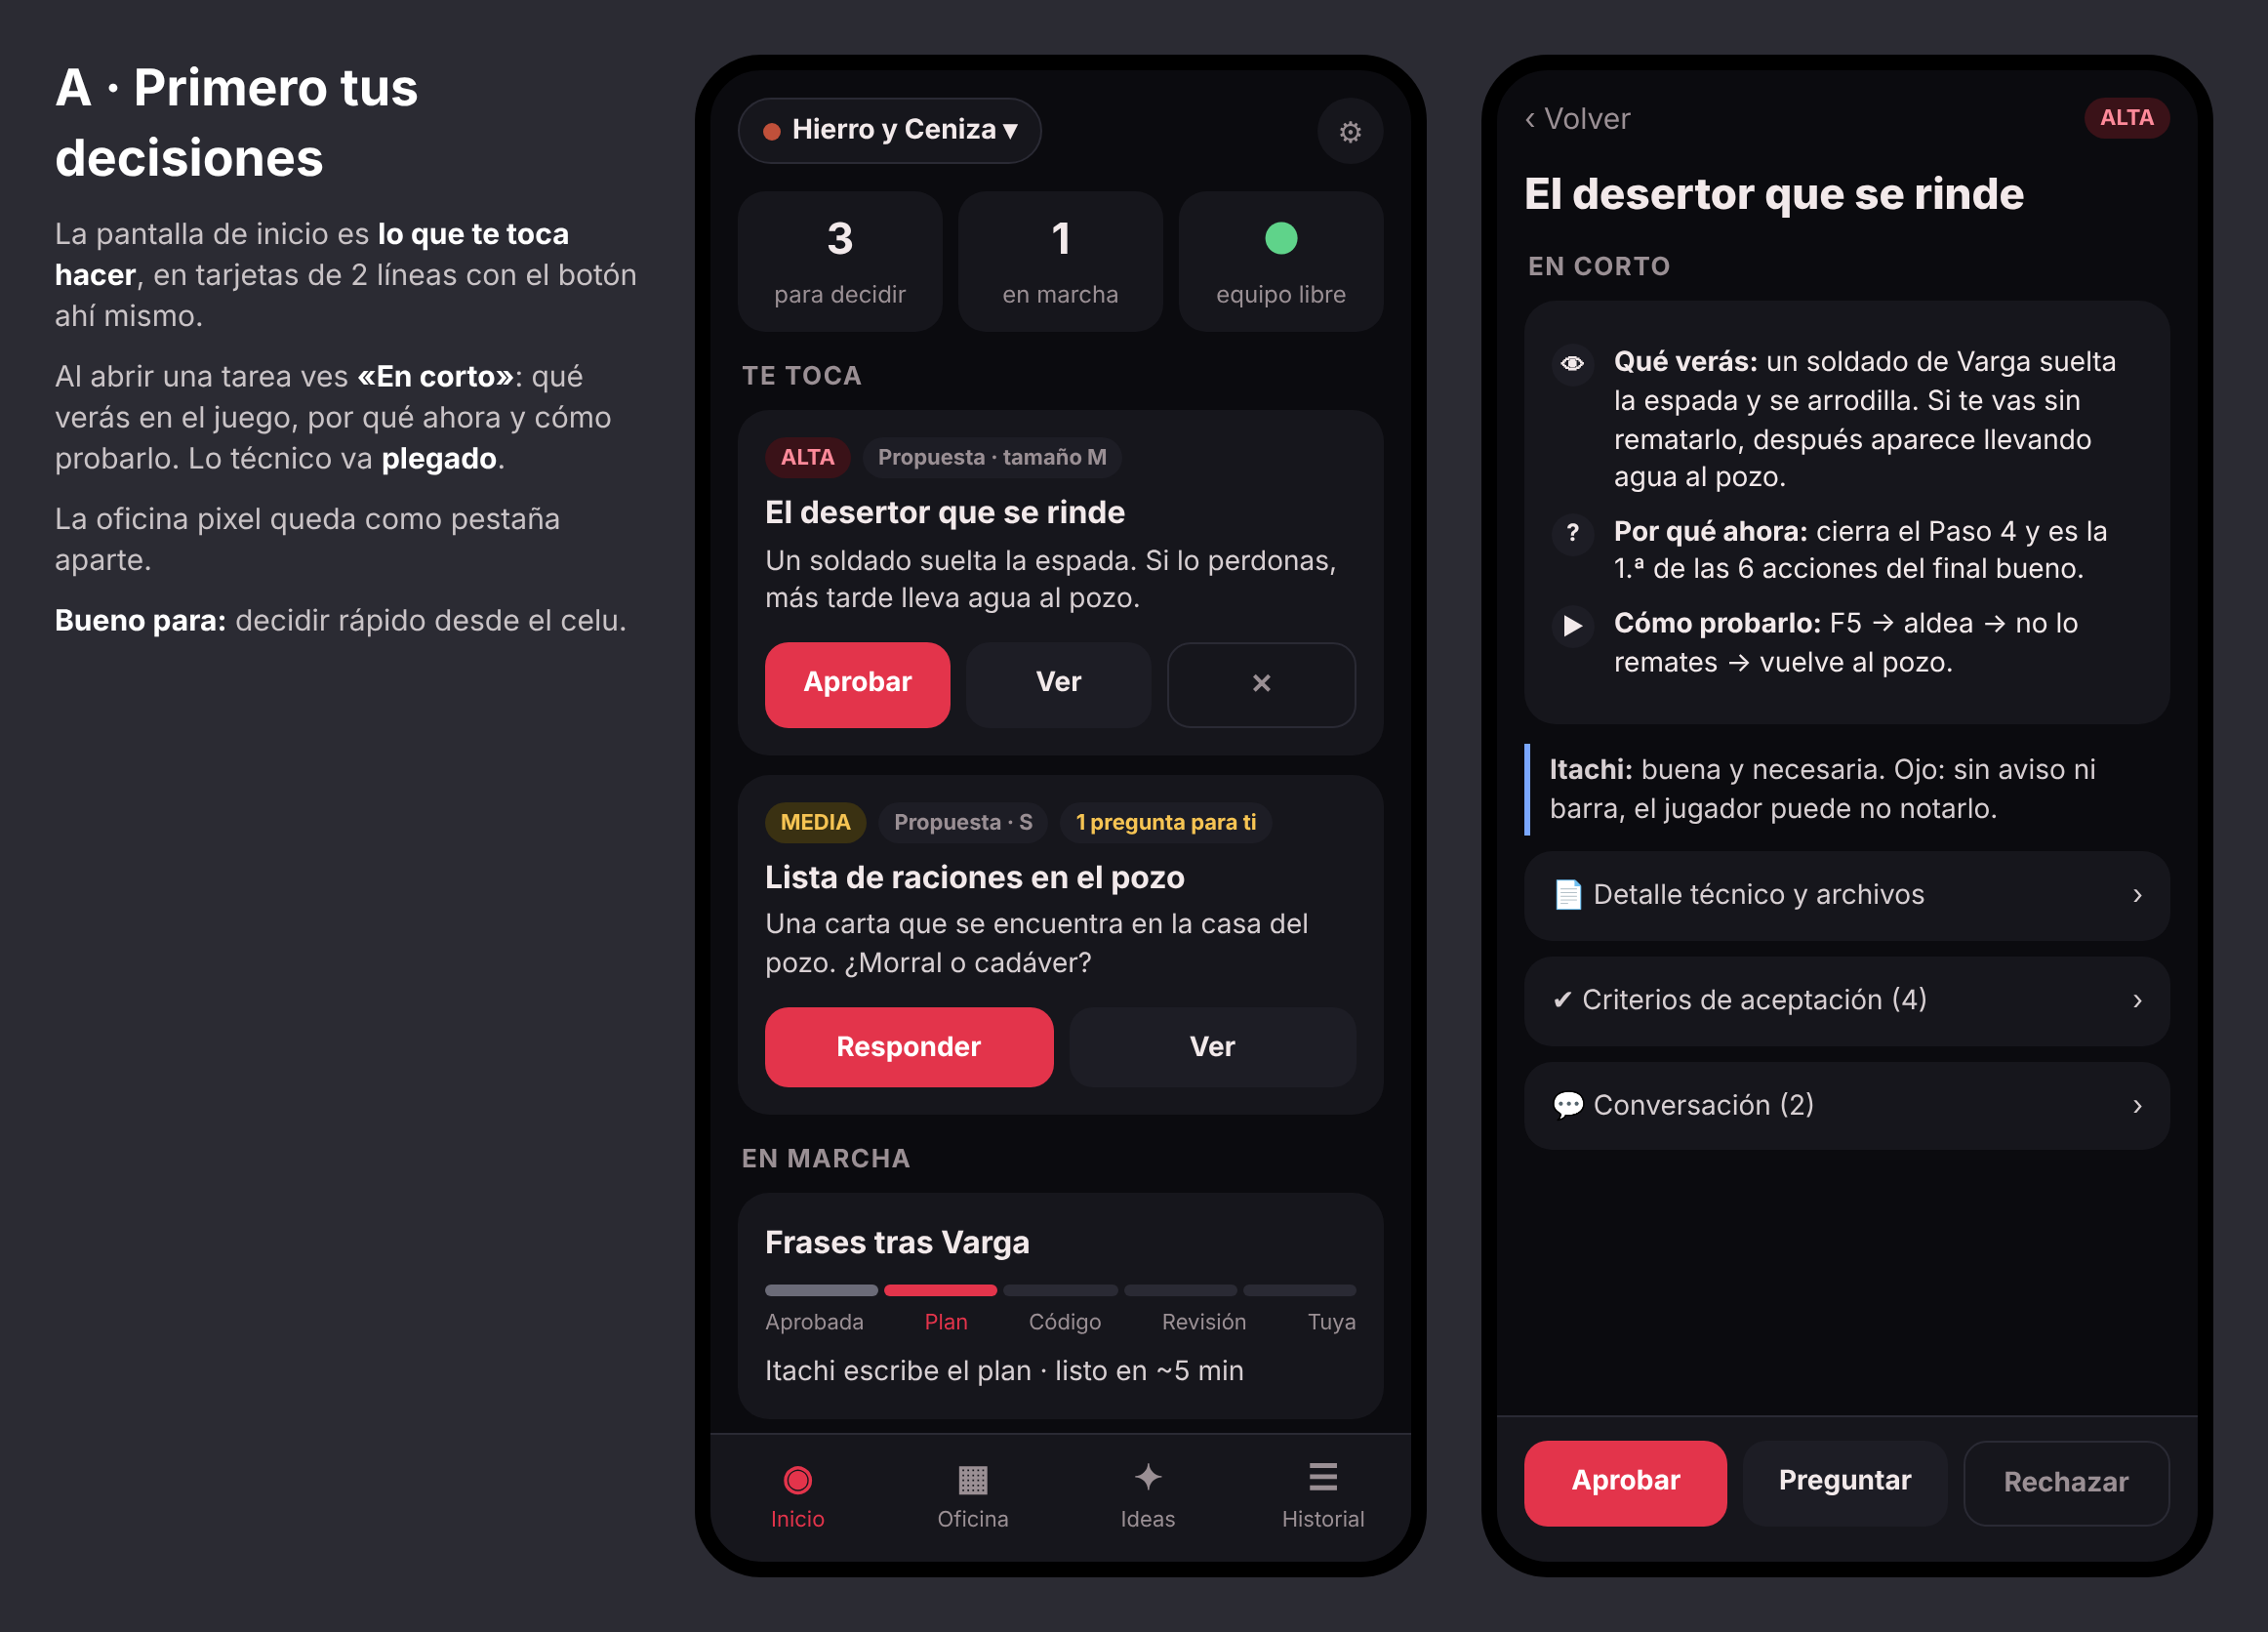 A · Primero tus
decisiones
La pantalla de inicio es lo que te toca
hacer, en tarjetas de 2 líneas con el botón
ahí mismo.
Al abrir una tarea ves «En corto»: qué
verás en el juego, por qué ahora y cómo
probarlo. Lo técnico va plegado.
La oficina pixel queda como pestaña
aparte.
Bueno para: decidir rápido desde el celu.
Hierro y Ceniza ▾
3
para decidir
1
en marcha
equipo libre
TE TOCA
ALTA
Propuesta · tamaño M
El desertor que se rinde
Un soldado suelta la espada. Si lo perdonas,
más tarde lleva agua al pozo.
Aprobar
Ver
✕
MEDIA
Propuesta · S
1 pregunta para ti
Lista de raciones en el pozo
Una carta que se encuentra en la casa del
pozo. ¿Morral o cadáver?
Responder
Ver
EN MARCHA
Frases tras Varga
Aprobada
Plan
Código
Revisión
Tuya
Itachi escribe el plan · listo en ~5 min
Inicio
Oficina
Ideas
Historial
‹ Volver
ALTA
El desertor que se rinde
EN CORTO
Qué verás: un soldado de Varga suelta
la espada y se arrodilla. Si te vas sin
rematarlo, después aparece llevando
agua al pozo.
? Por qué ahora: cierra el Paso 4 y es la
1.ª de las 6 acciones del final bueno.
Cómo probarlo: F5 → aldea → no lo
remates → vuelve al pozo.
Itachi: buena y necesaria. Ojo: sin aviso ni
barra, el jugador puede no notarlo.
📄 Detalle técnico y archivos ›
✔ Criterios de aceptación (4) ›
💬 Conversación (2) ›
Aprobar
Preguntar
Rechazar